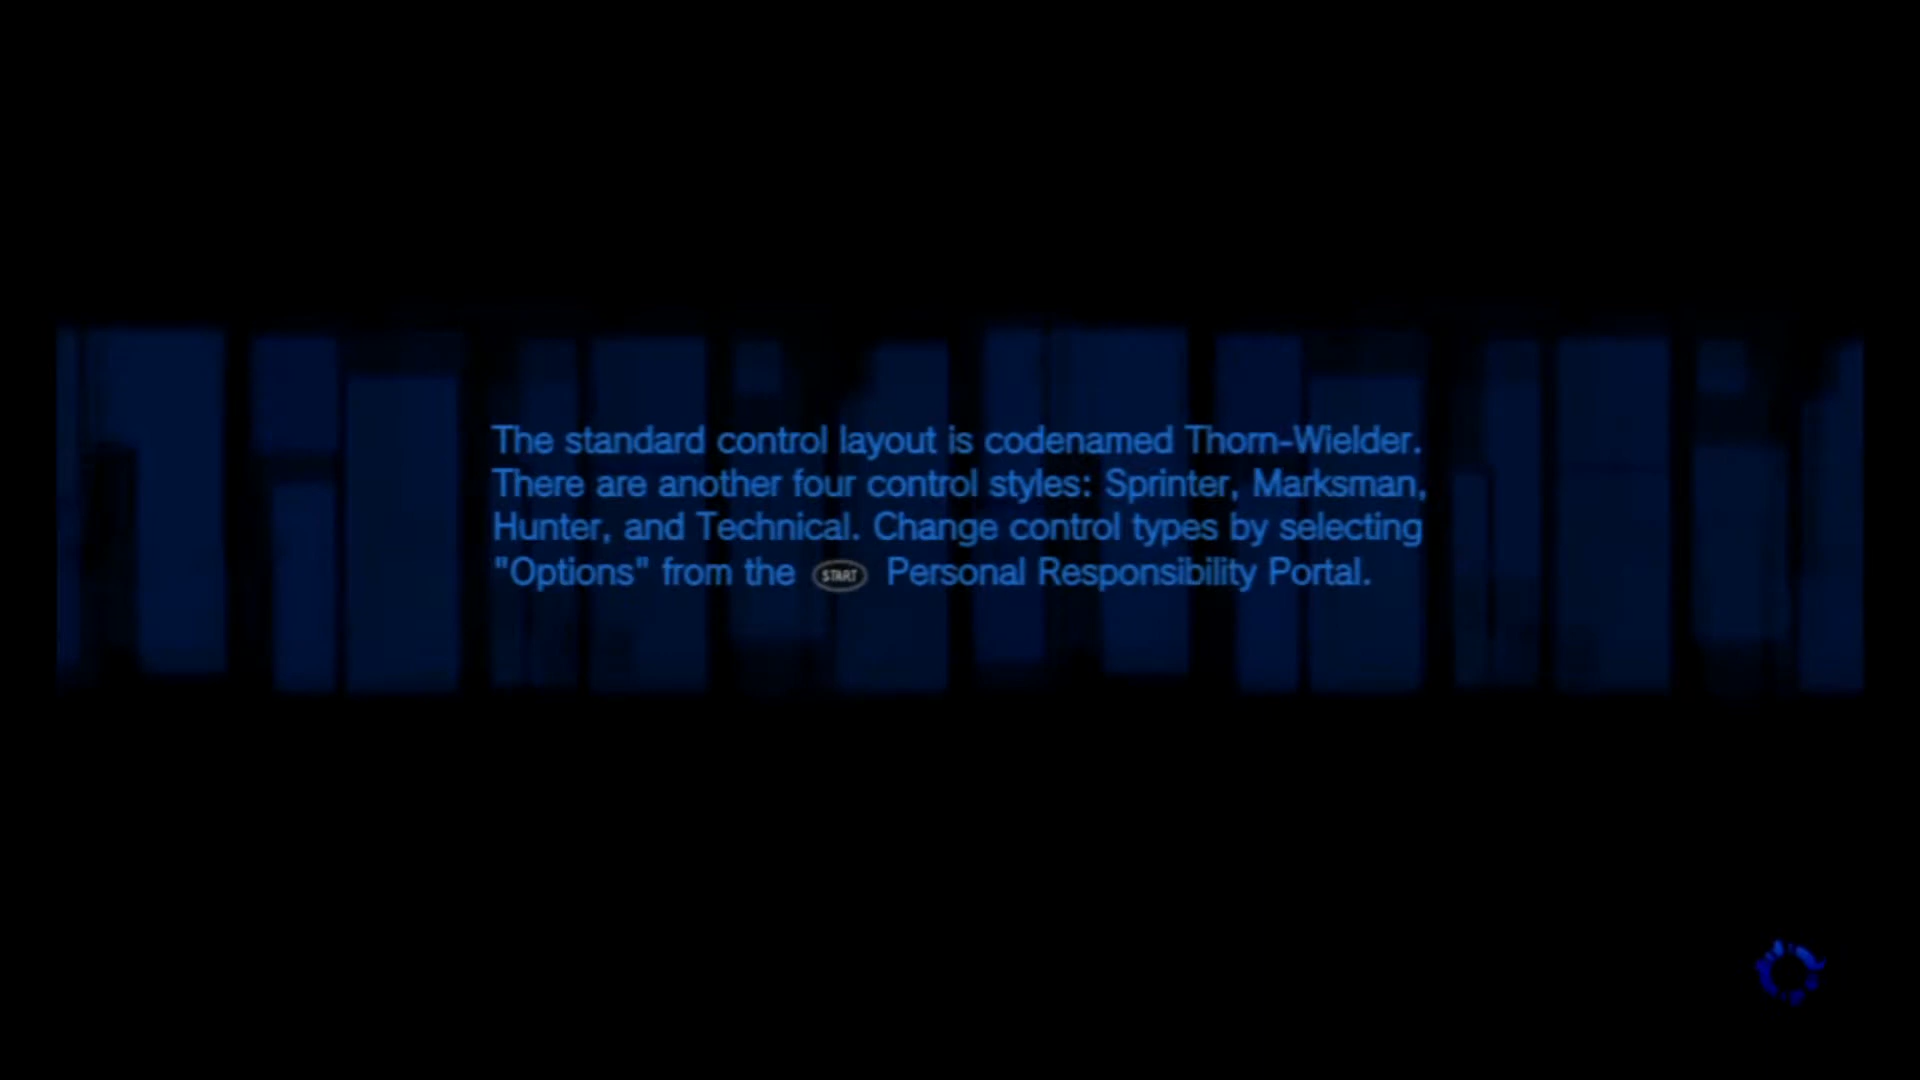 The standard control layout is codenamed Thorn-Wielder.
There are another four control styles: Sprinter, Marksman,
Hunter, and Technical. Change control types by selecting
"Options" from the START Personal Responsibility Portal.